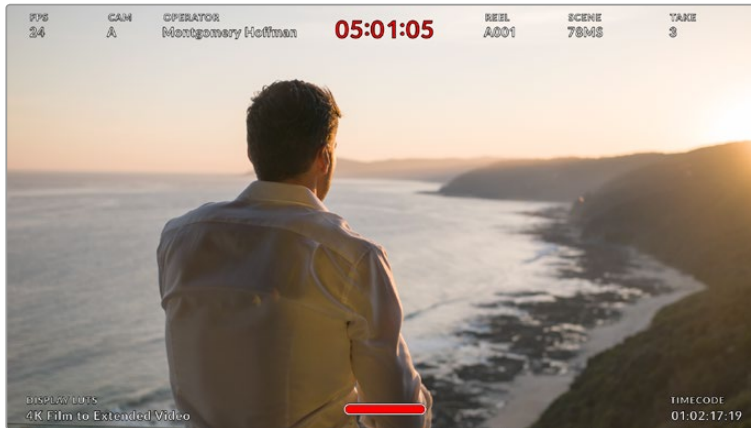 FPS
24
CAM
A
OPERATOR
Montgomery Hoffman
05:01:05
REEL
A001
SCENE
78MS
TAKE
3
DISPLAY LUTS
4K Film to Extended Video
TIMECODE
01:02:17:19